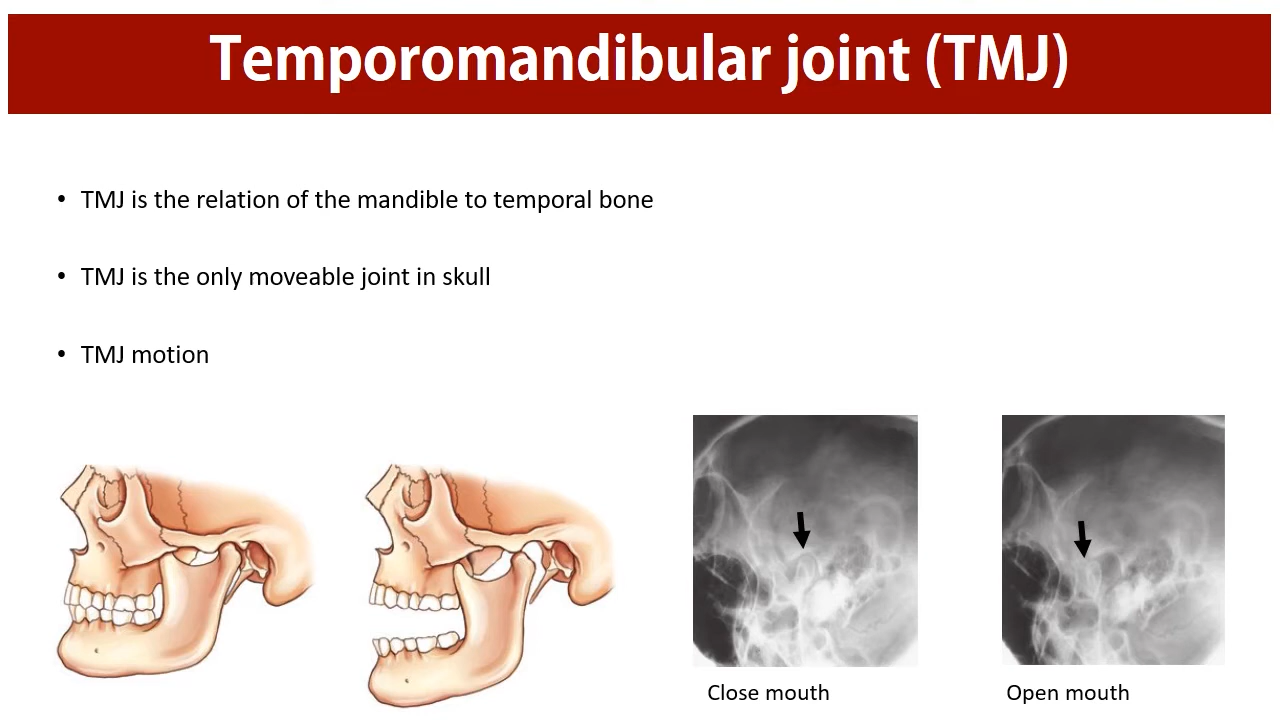 Temporomandibular joint (TMJ)
• TMJ is the relation of the mandible to temporal bone
• TMJ is the only moveable joint in skull
• TMJ motion
Close mouth
Open mouth